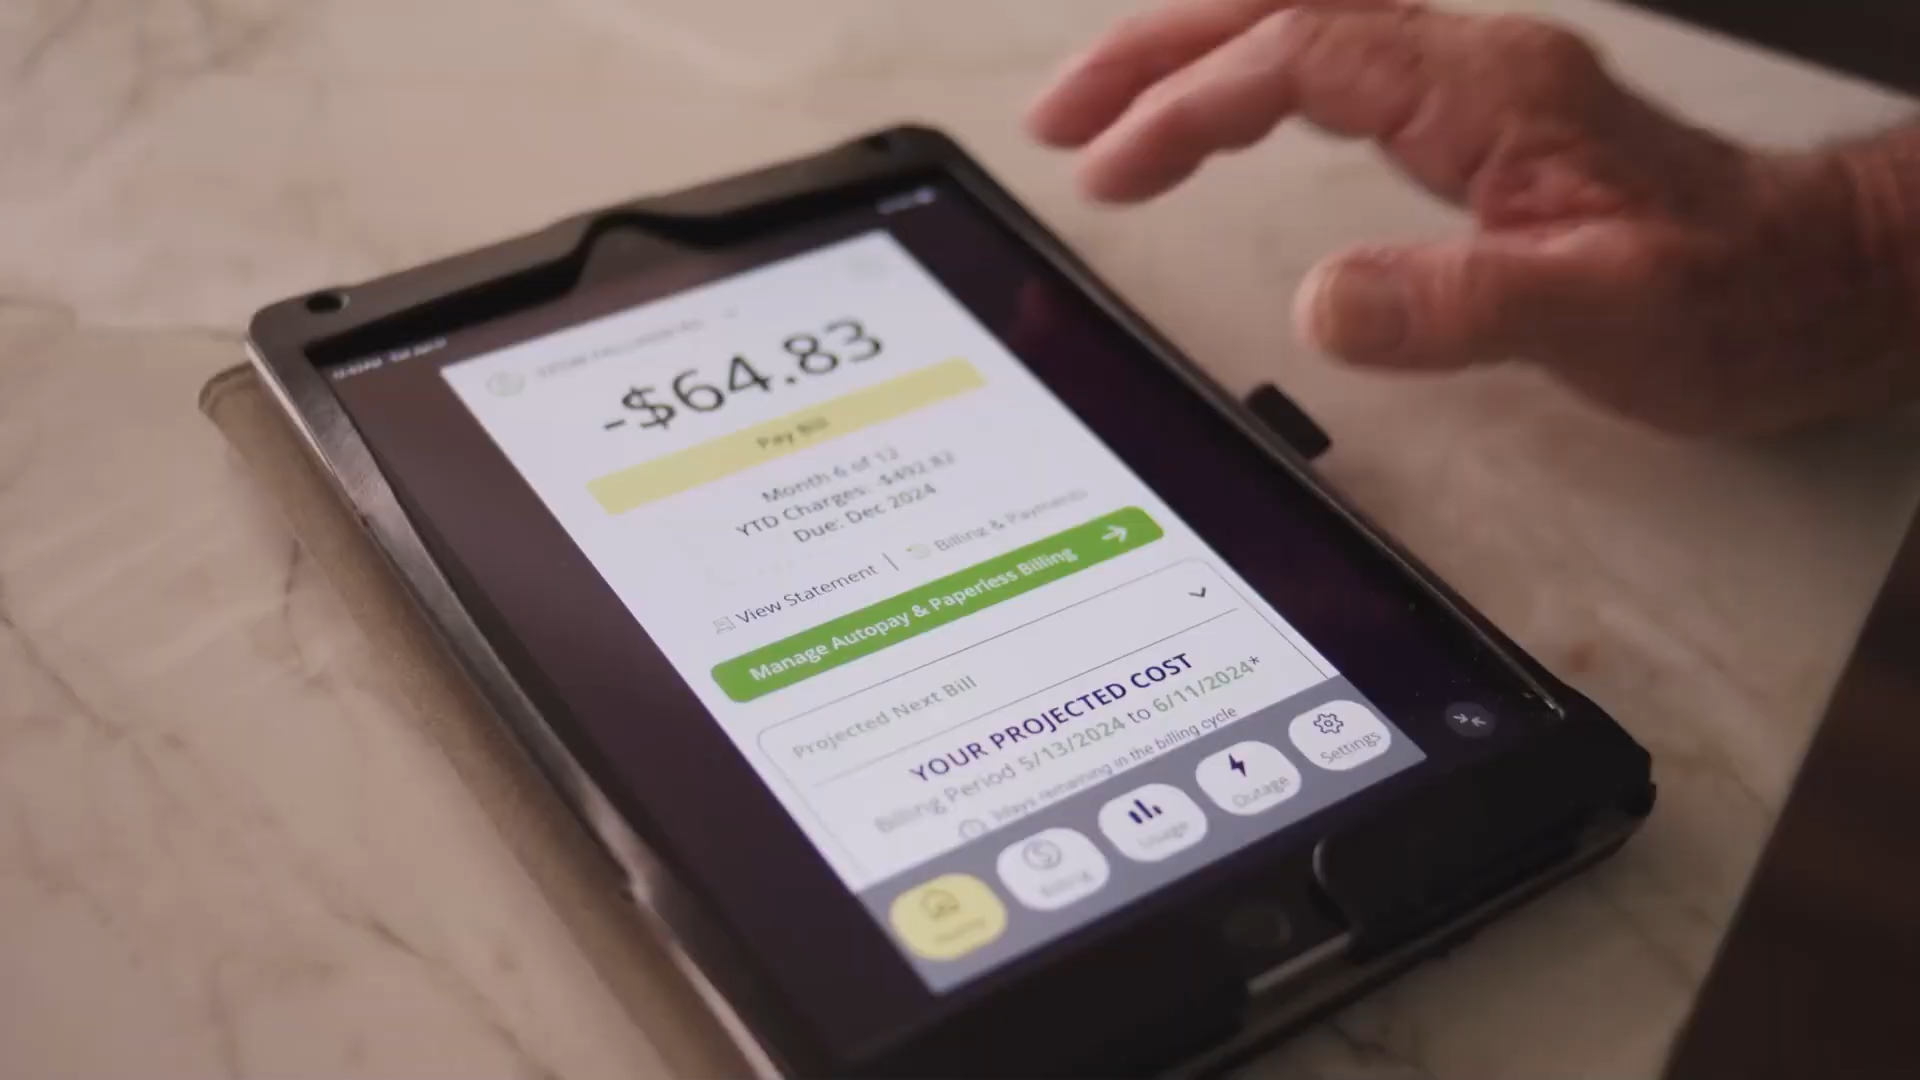 -$64.83
Pay Bill
Month 6 of 12
YTD Charges: -$492.82
Due: Dec 2024
View Statement | Billing & Payments
Manage Autopay & Paperless Billing
Projected Next Bill
YOUR PROJECTED COST
Billing Period 5/13/2024 to 6/11/2024*
days remaining in the billing cycle
Billing
Usage
Outage
Settings